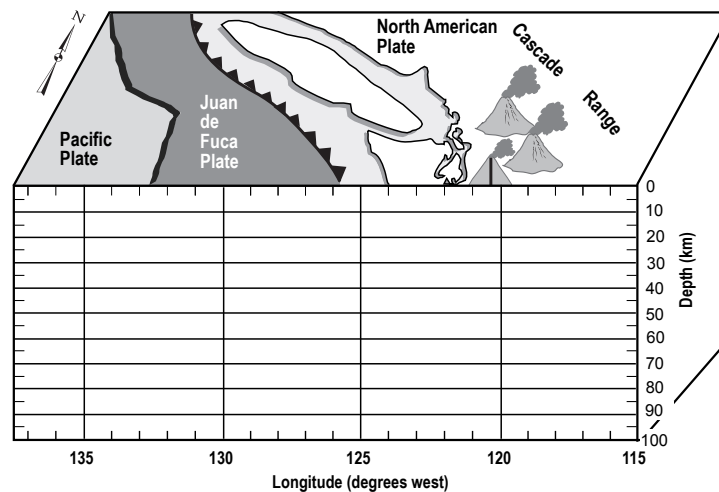 N
North American
Plate
Cascade
Range
Juan
de
Fuca
Plate
Pacific
Plate
0
10
20
30
40
50
60
70
80
90
100
Depth (km)
135
130
125
120
115
Longitude (degrees west)